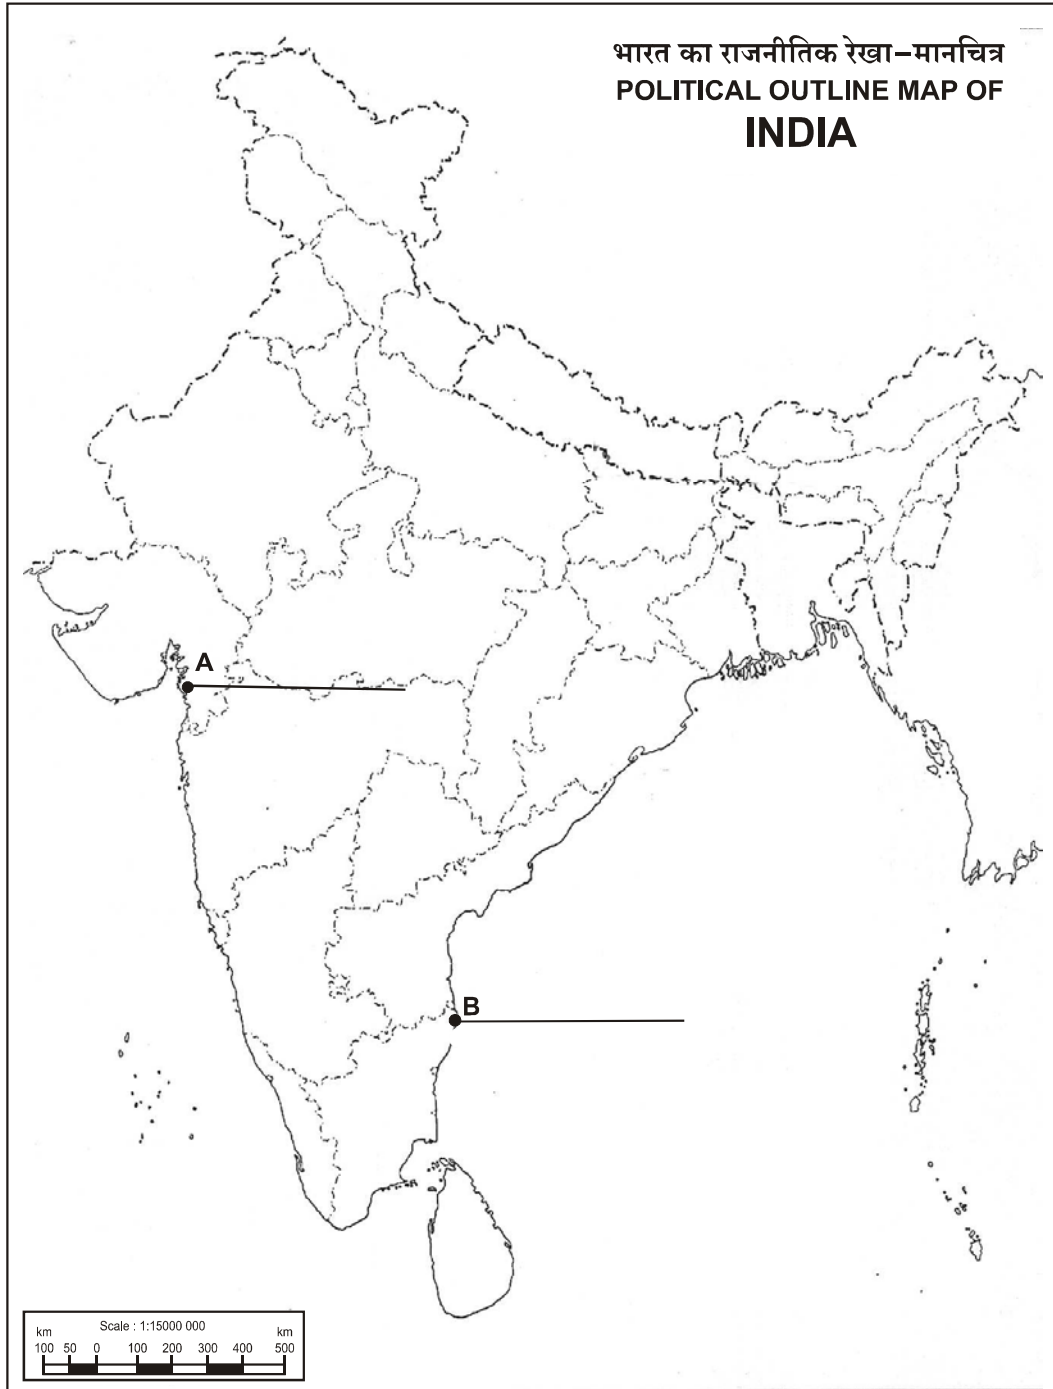 भारत का राजनीतिक रेखा–मानचित्र
POLITICAL OUTLINE MAP OF
INDIA
A
B
Scale : 1:15000 000
km km
100 50 0 100 200 300 400 500